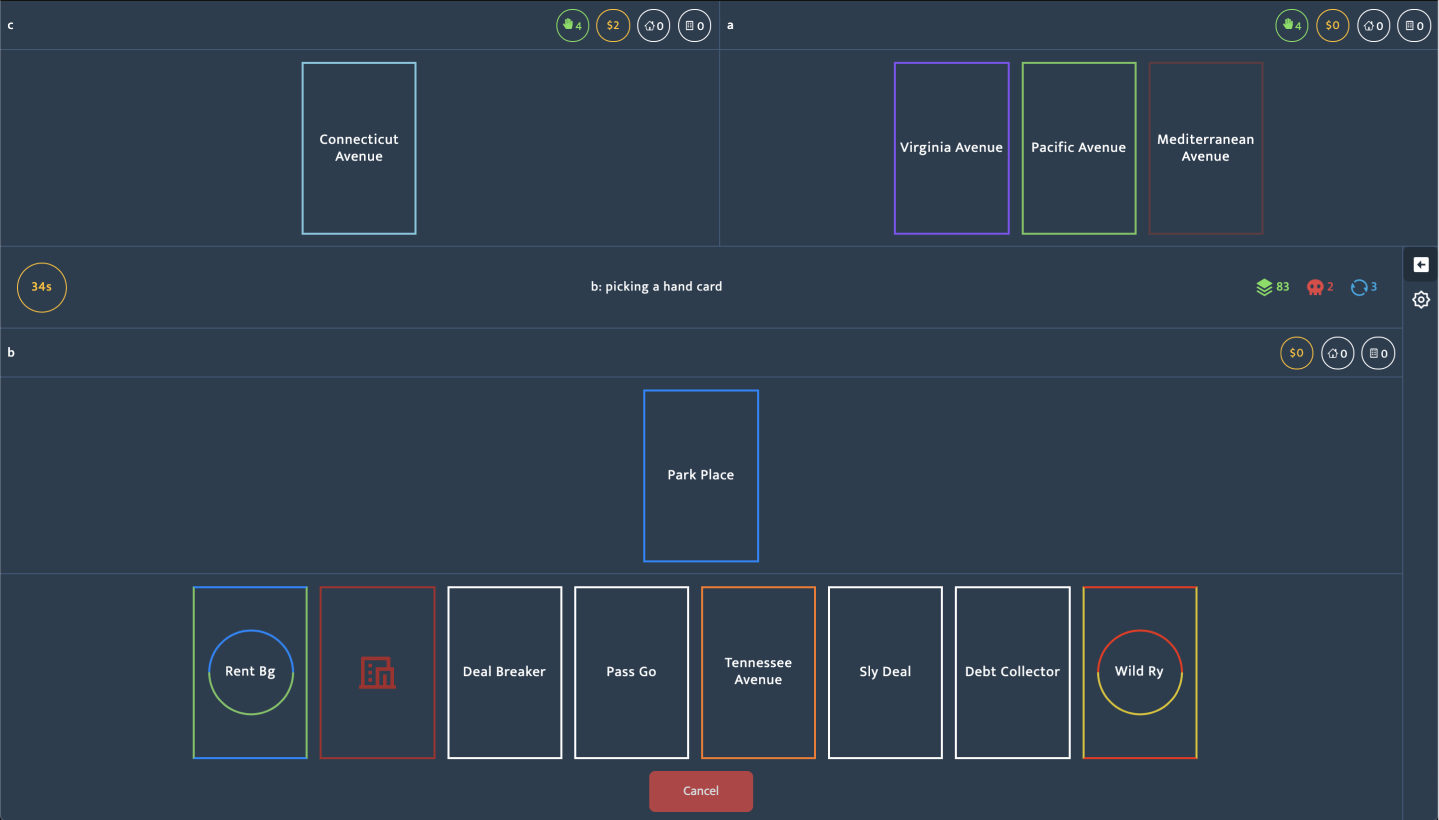 c
4
$2
0
0
a
4
$0
0
0
Connecticut
Avenue
Virginia Avenue
Pacific Avenue
Mediterranean
Avenue
34s
b: picking a hand card
83
2
3
b
$0
0
0
Park Place
Rent Bg
Deal Breaker
Pass Go
Tennessee
Avenue
Sly Deal
Debt Collector
Wild Ry
Cancel